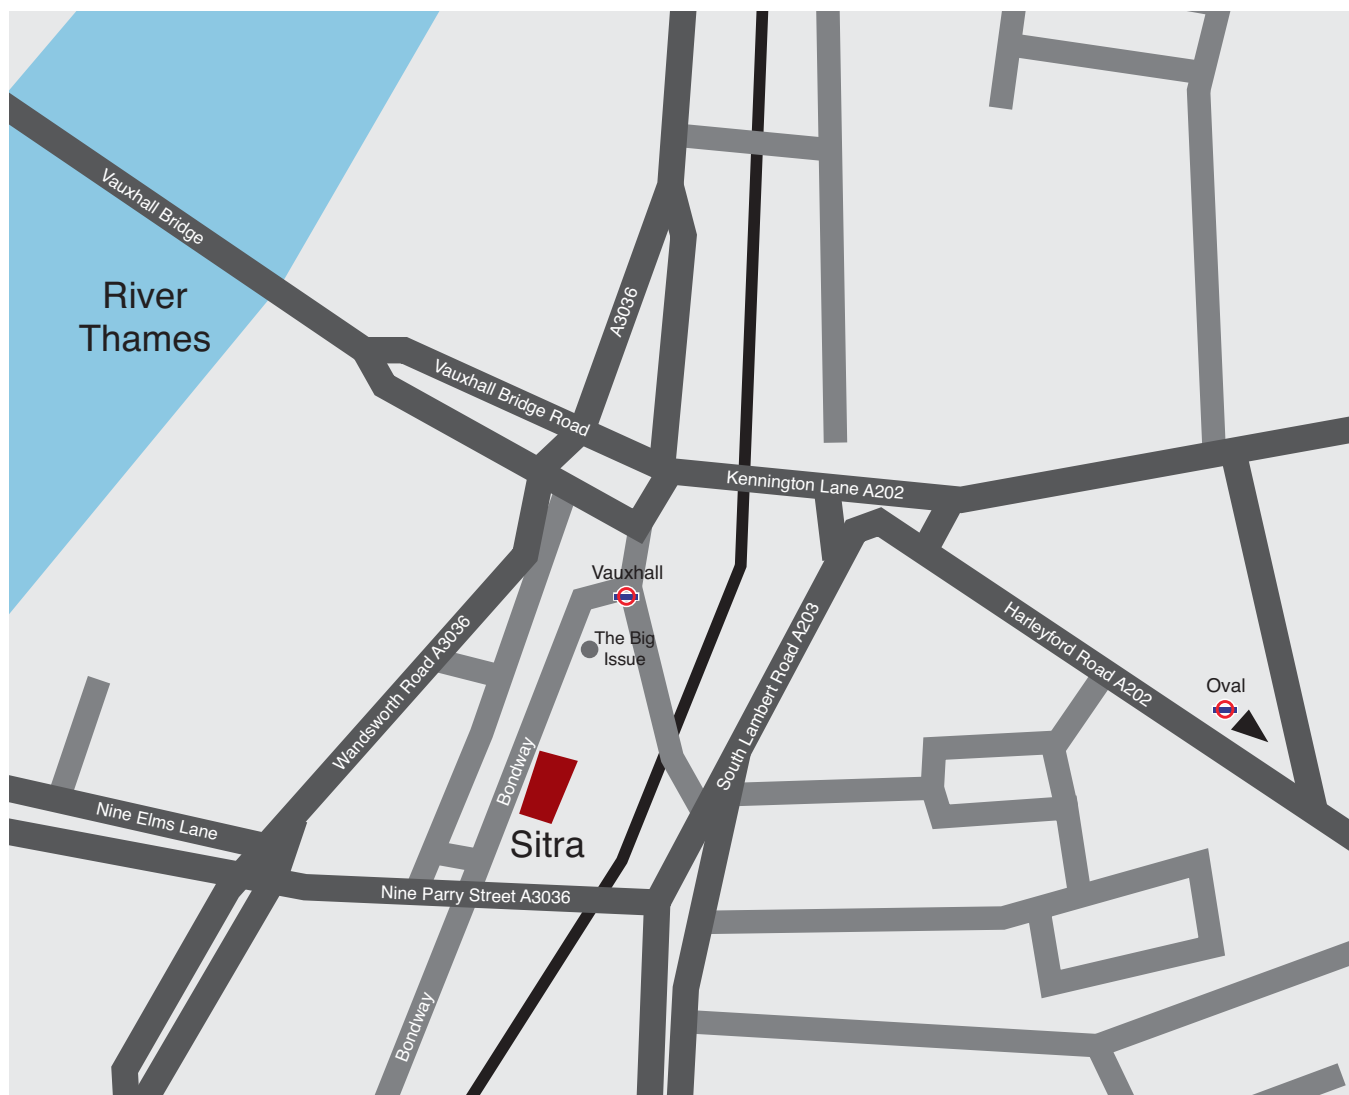 Vauxhall Bridge
River
Thames
A3036
Vauxhall Bridge Road
Kennington Lane A202
Vauxhall
The Big
Issue
Wandsworth Road A3036
South Lambert Road A203
Harleyford Road A202
Oval
Bondway
Nine Elms Lane
Sitra
Nine Parry Street A3036
Bondway